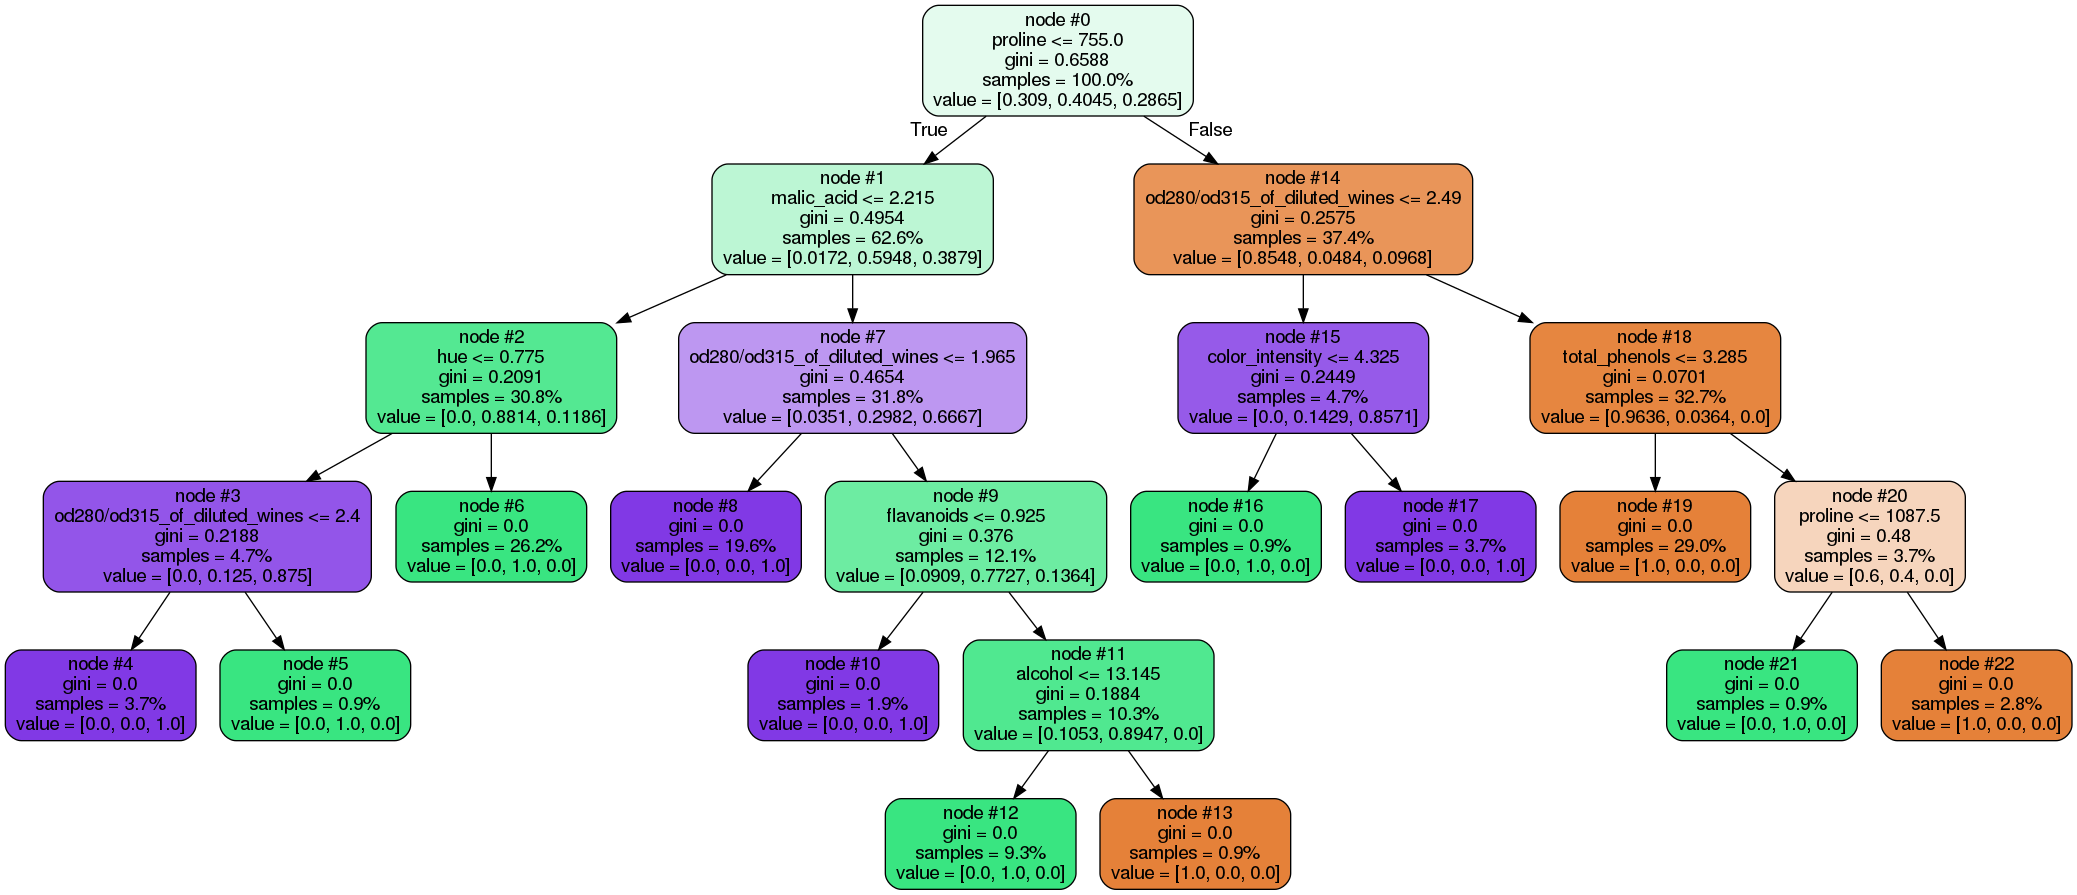 node #0
proline <= 755.0
gini = 0.6588
samples = 100.0%
value = [0.309, 0.4045, 0.2865]
True
False
node #1
malic_acid <= 2.215
gini = 0.4954
samples = 62.6%
value = [0.0172, 0.5948, 0.3879]
node #14
od280/od315_of_diluted_wines <= 2.49
gini = 0.2575
samples = 37.4%
value = [0.8548, 0.0484, 0.0968]
node #2
hue <= 0.775
gini = 0.2091
samples = 30.8%
value = [0.0, 0.8814, 0.1186]
node #7
od280/od315_of_diluted_wines <= 1.965
gini = 0.4654
samples = 31.8%
value = [0.0351, 0.2982, 0.6667]
node #15
color_intensity <= 4.325
gini = 0.2449
samples = 4.7%
value = [0.0, 0.1429, 0.8571]
node #18
total_phenols <= 3.285
gini = 0.0701
samples = 32.7%
value = [0.9636, 0.0364, 0.0]
node #3
od280/od315_of_diluted_wines <= 2.4
gini = 0.2188
samples = 4.7%
value = [0.0, 0.125, 0.875]
node #6
gini = 0.0
samples = 26.2%
value = [0.0, 1.0, 0.0]
node #8
gini = 0.0
samples = 19.6%
value = [0.0, 0.0, 1.0]
node #9
flavanoids <= 0.925
gini = 0.376
samples = 12.1%
value = [0.0909, 0.7727, 0.1364]
node #16
gini = 0.0
samples = 0.9%
value = [0.0, 1.0, 0.0]
node #17
gini = 0.0
samples = 3.7%
value = [0.0, 0.0, 1.0]
node #19
gini = 0.0
samples = 29.0%
value = [1.0, 0.0, 0.0]
node #20
proline <= 1087.5
gini = 0.48
samples = 3.7%
value = [0.6, 0.4, 0.0]
node #4
gini = 0.0
samples = 3.7%
value = [0.0, 0.0, 1.0]
node #5
gini = 0.0
samples = 0.9%
value = [0.0, 1.0, 0.0]
node #10
gini = 0.0
samples = 1.9%
value = [0.0, 0.0, 1.0]
node #11
alcohol <= 13.145
gini = 0.1884
samples = 10.3%
value = [0.1053, 0.8947, 0.0]
node #21
gini = 0.0
samples = 0.9%
value = [0.0, 1.0, 0.0]
node #22
gini = 0.0
samples = 2.8%
value = [1.0, 0.0, 0.0]
node #12
gini = 0.0
samples = 9.3%
value = [0.0, 1.0, 0.0]
node #13
gini = 0.0
samples = 0.9%
value = [1.0, 0.0, 0.0]